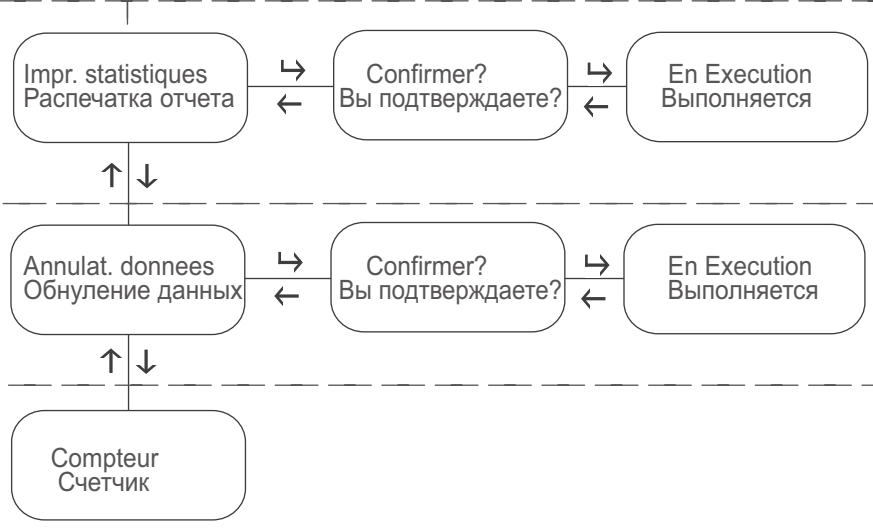 Impr. statistiques
Распечатка отчета
Confirmer?
Вы подтверждаете?
En Execution
Выполняется
Annulat. donnees
Обнуление данных
Confirmer?
Вы подтверждаете?
En Execution
Выполняется
Compteur
Счетчик